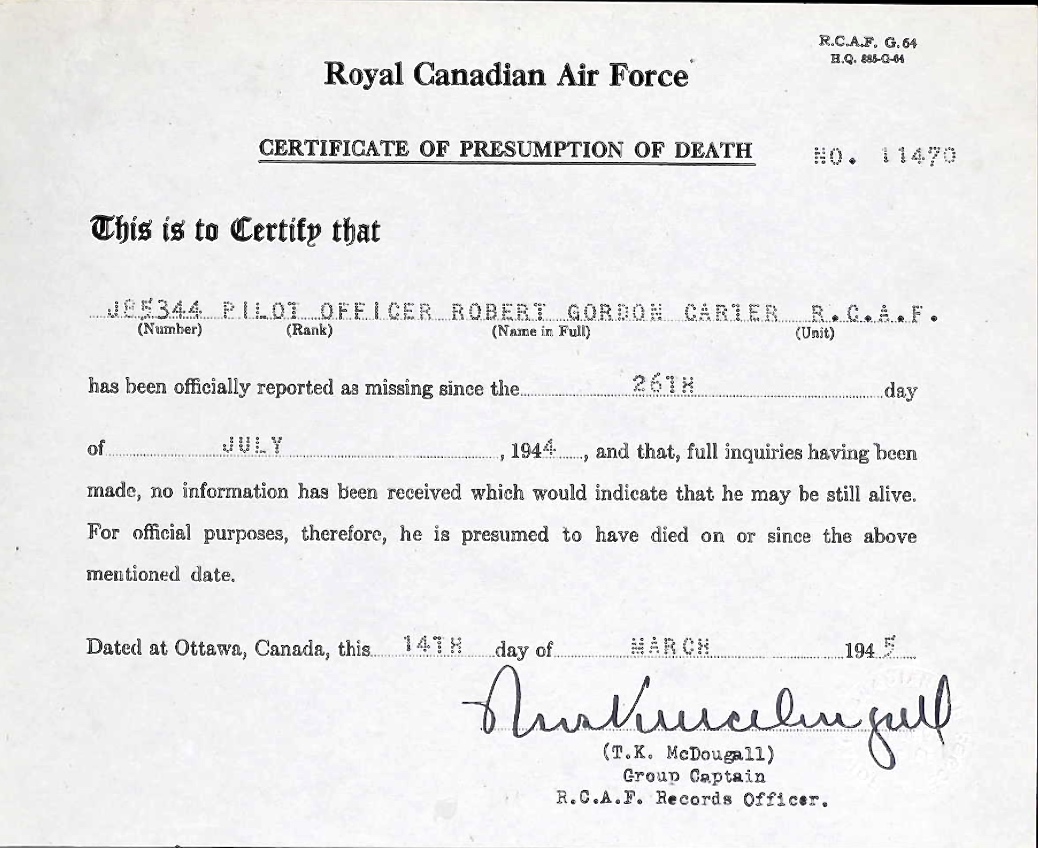 R.C.A.F. G. 64
H.Q. 885-G-64
Royal Canadian Air Force
CERTIFICATE OF PRESUMPTION OF DEATH
NO. 11470
This is to Certify that
J85344 PILOT OFFICER ROBERT GORDON CARTER R.C.A.F.
(Number) (Rank) (Name in Full) (Unit)
has been officially reported as missing since the 26TH day
of JULY, 1944, and that, full inquiries having been
made, no information has been received which would indicate that he may be still alive.
For official purposes, therefore, he is presumed to have died on or since the above
mentioned date.
Dated at Ottawa, Canada, this 14TH day of MARCH 1945
(T.K. McDougall)
Group Captain
R.C.A.F. Records Officer.